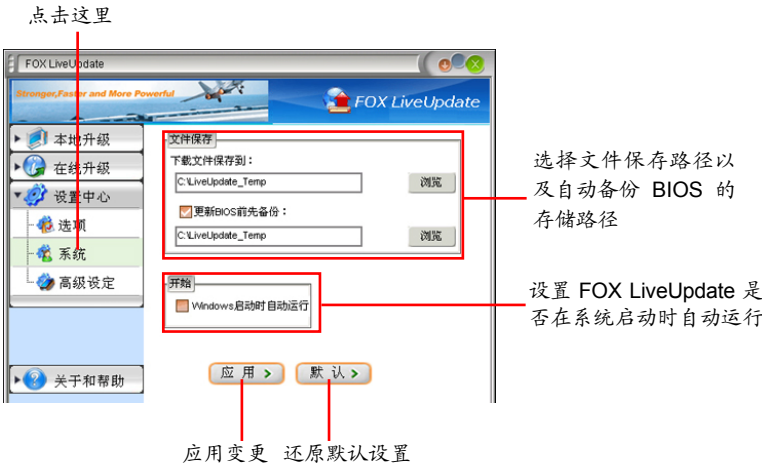 点击这里
FOX LiveUpdate
Stronger,Faster and More Powerful
FOX LiveUpdate
本地升级
在线升级
设置中心
选项
系统
高级设定
关于和帮助
文件保存
下载文件保存到：
C:\LiveUpdate_Temp
浏览
更新BIOS前先备份：
C:\LiveUpdate_Temp
浏览
开始
Windows启动时自动运行
应 用
默 认
选择文件保存路径以
及自动备份 BIOS 的
存储路径
设置 FOX LiveUpdate 是
否在系统启动时自动运行
应用变更 还原默认设置